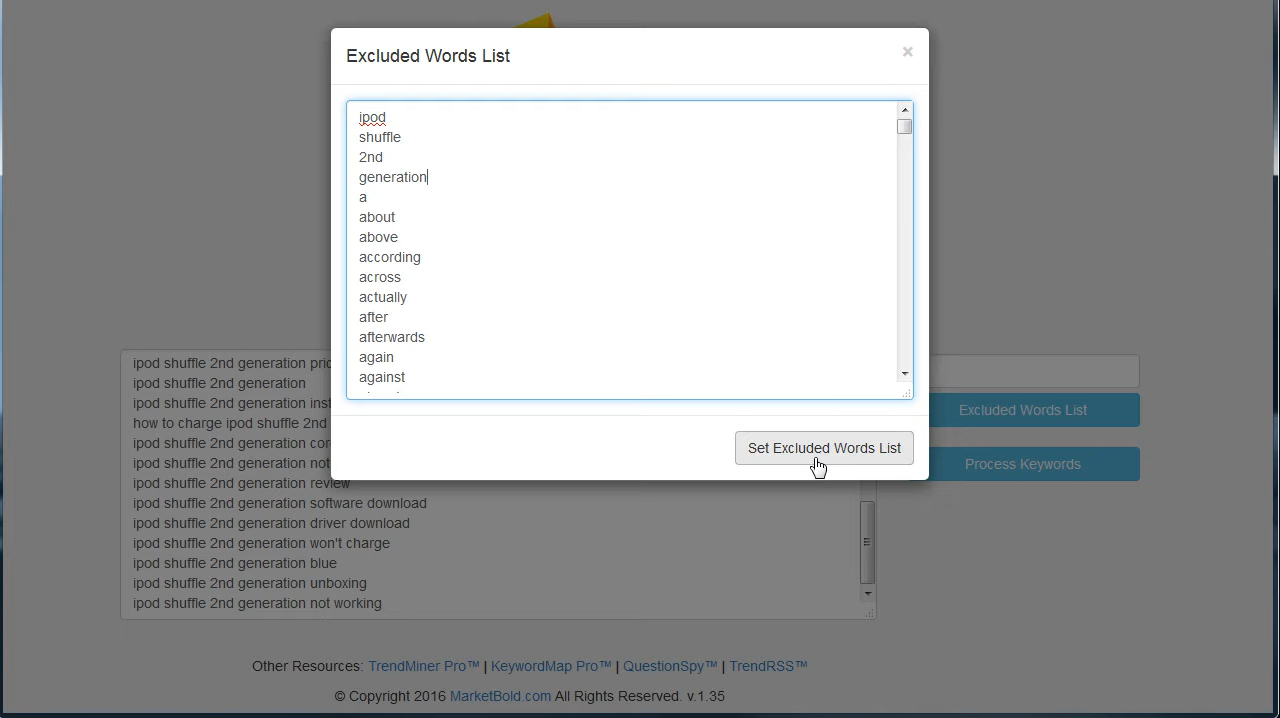 Excluded Words List
×
ipod
shuffle
2nd
generation
a
about
above
according
across
actually
after
afterwards
again
against
Set Excluded Words List
ipod shuffle 2nd generation
ipod shuffle 2nd generation
ipod shuffle 2nd generation
how to charge ipod shuffle 2nd
ipod shuffle 2nd generation
ipod shuffle 2nd generation not
ipod shuffle 2nd generation review
ipod shuffle 2nd generation software download
ipod shuffle 2nd generation driver download
ipod shuffle 2nd generation won't charge
ipod shuffle 2nd generation blue
ipod shuffle 2nd generation unboxing
ipod shuffle 2nd generation not working
Excluded Words List
Process Keywords
Other Resources: TrendMiner Pro™ | KeywordMap Pro™ | QuestionSpy™ | TrendRSS™
© Copyright 2016 MarketBold.com All Rights Reserved. v.1.35